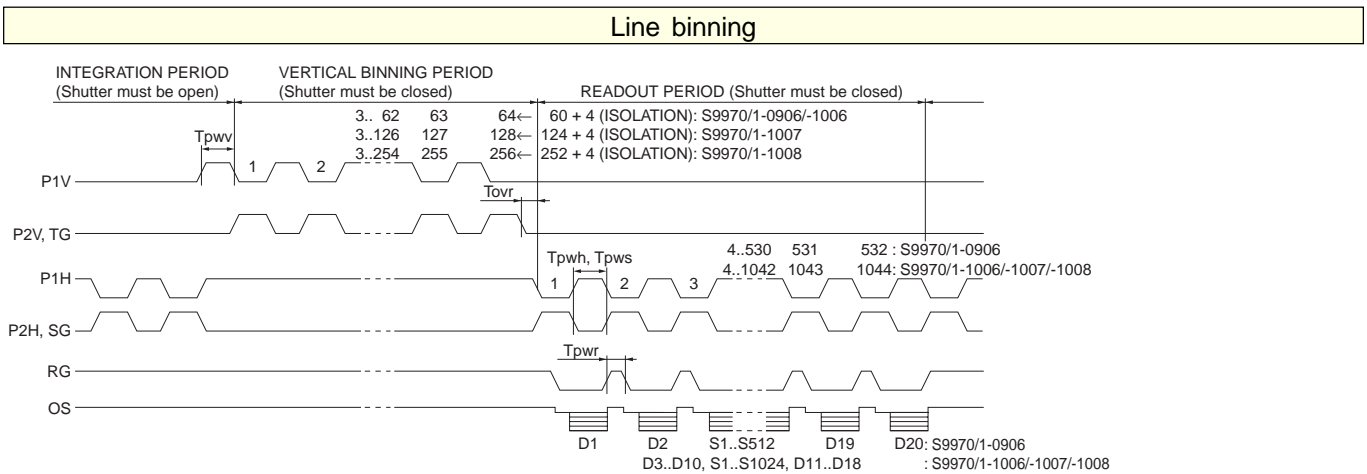 Line binning
INTEGRATION PERIOD
(Shutter must be open)
VERTICAL BINNING PERIOD
(Shutter must be closed)
READOUT PERIOD (Shutter must be closed)
3.. 62 63 64← 60 + 4 (ISOLATION): S9970/1-0906/-1006
3..126 127 128← 124 + 4 (ISOLATION): S9970/1-1007
3..254 255 256← 252 + 4 (ISOLATION): S9970/1-1008
Tpwv
P1V 1 2
Tovr
P2V, TG
4..530 531 532 : S9970/1-0906
Tpwh, Tpws
4..1042 1043 1044: S9970/1-1006/-1007/-1008
P1H 1 2 3
P2H, SG
Tpwr
RG
OS
D1 D2 S1..S512 D19 D20: S9970/1-0906
D3..D10, S1..S1024, D11..D18 : S9970/1-1006/-1007/-1008